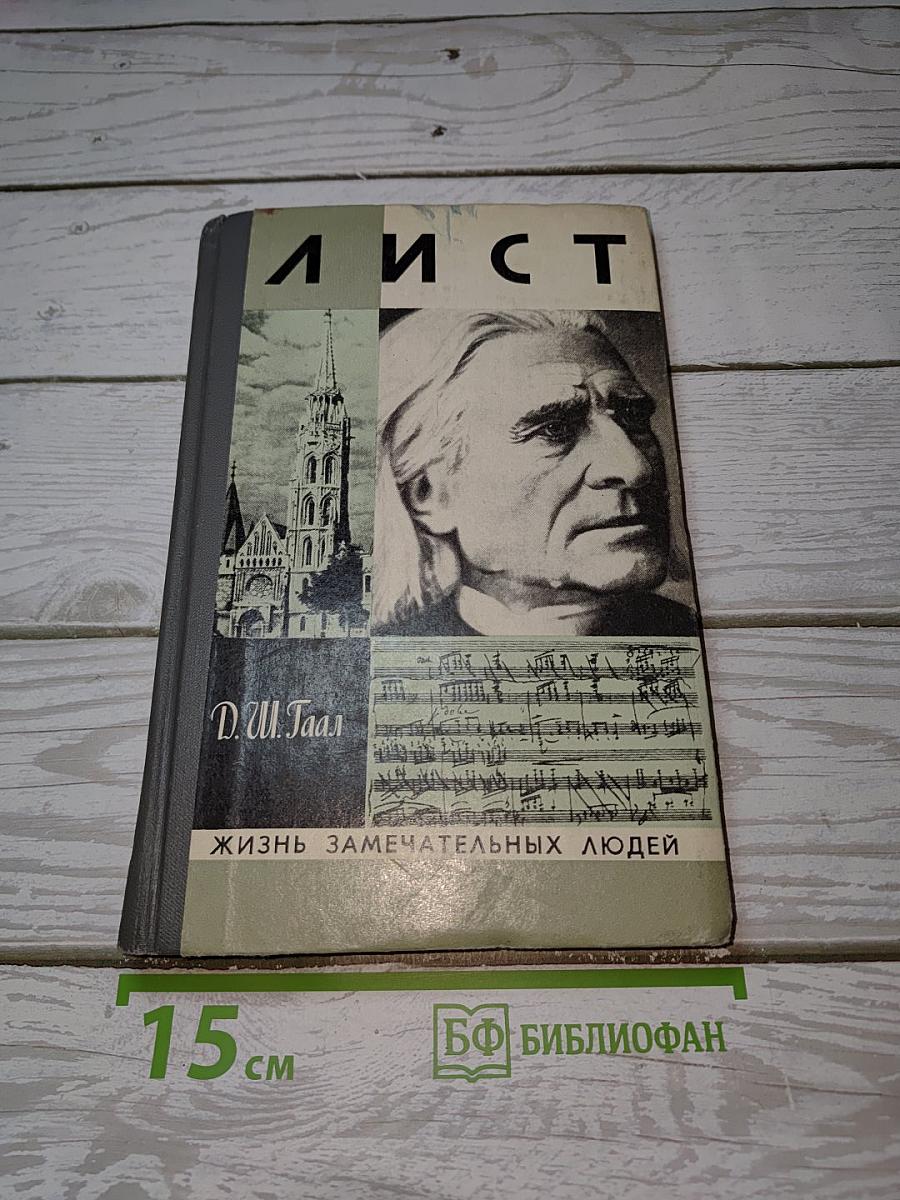 ЛИСТ
Д. Ш. Гаал
ЖИЗНЬ ЗАМЕЧАТЕЛЬНЫХ ЛЮДЕЙ
15 см
БФ БИБЛИОФАН